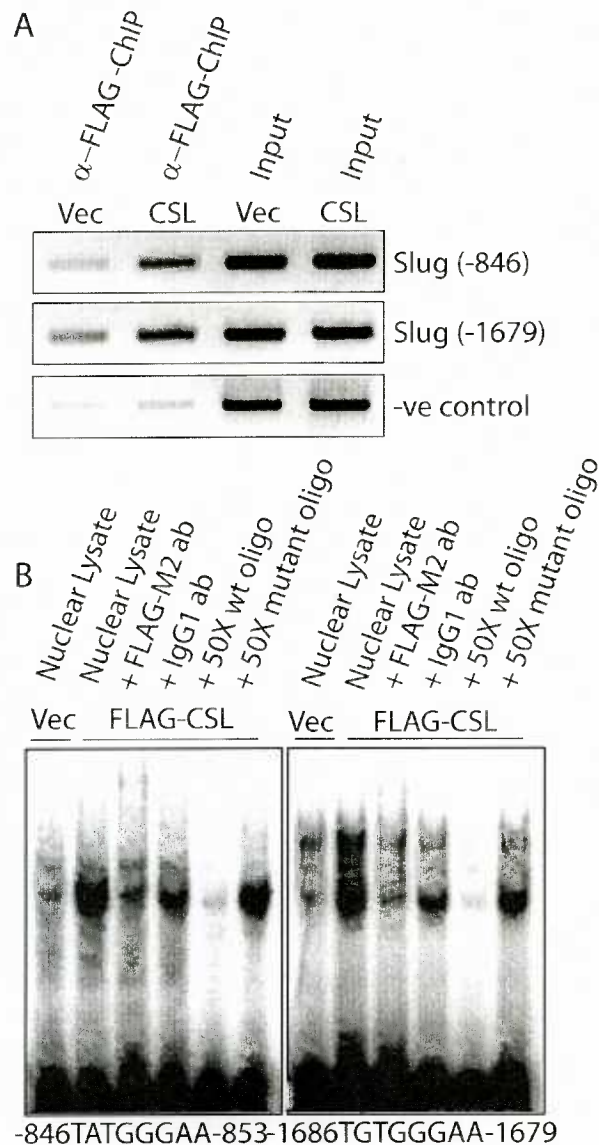 A
α-FLAG-ChIP
α-FLAG-ChIP
Input
Input
Vec CSL Vec CSL
Slug (-846)
Slug (-1679)
-ve control
B
Nuclear Lysate
Nuclear Lysate
+ FLAG-M2 ab
+ IgG1 ab
+ 50X wt oligo
+ 50X mutant oligo
Nuclear Lysate
Nuclear Lysate
+ FLAG-M2 ab
+ IgG1 ab
+ 50X wt oligo
+ 50X mutant oligo
Vec FLAG-CSL Vec FLAG-CSL
-846TATGGGAA-853-1686TGTGGGAA-1679